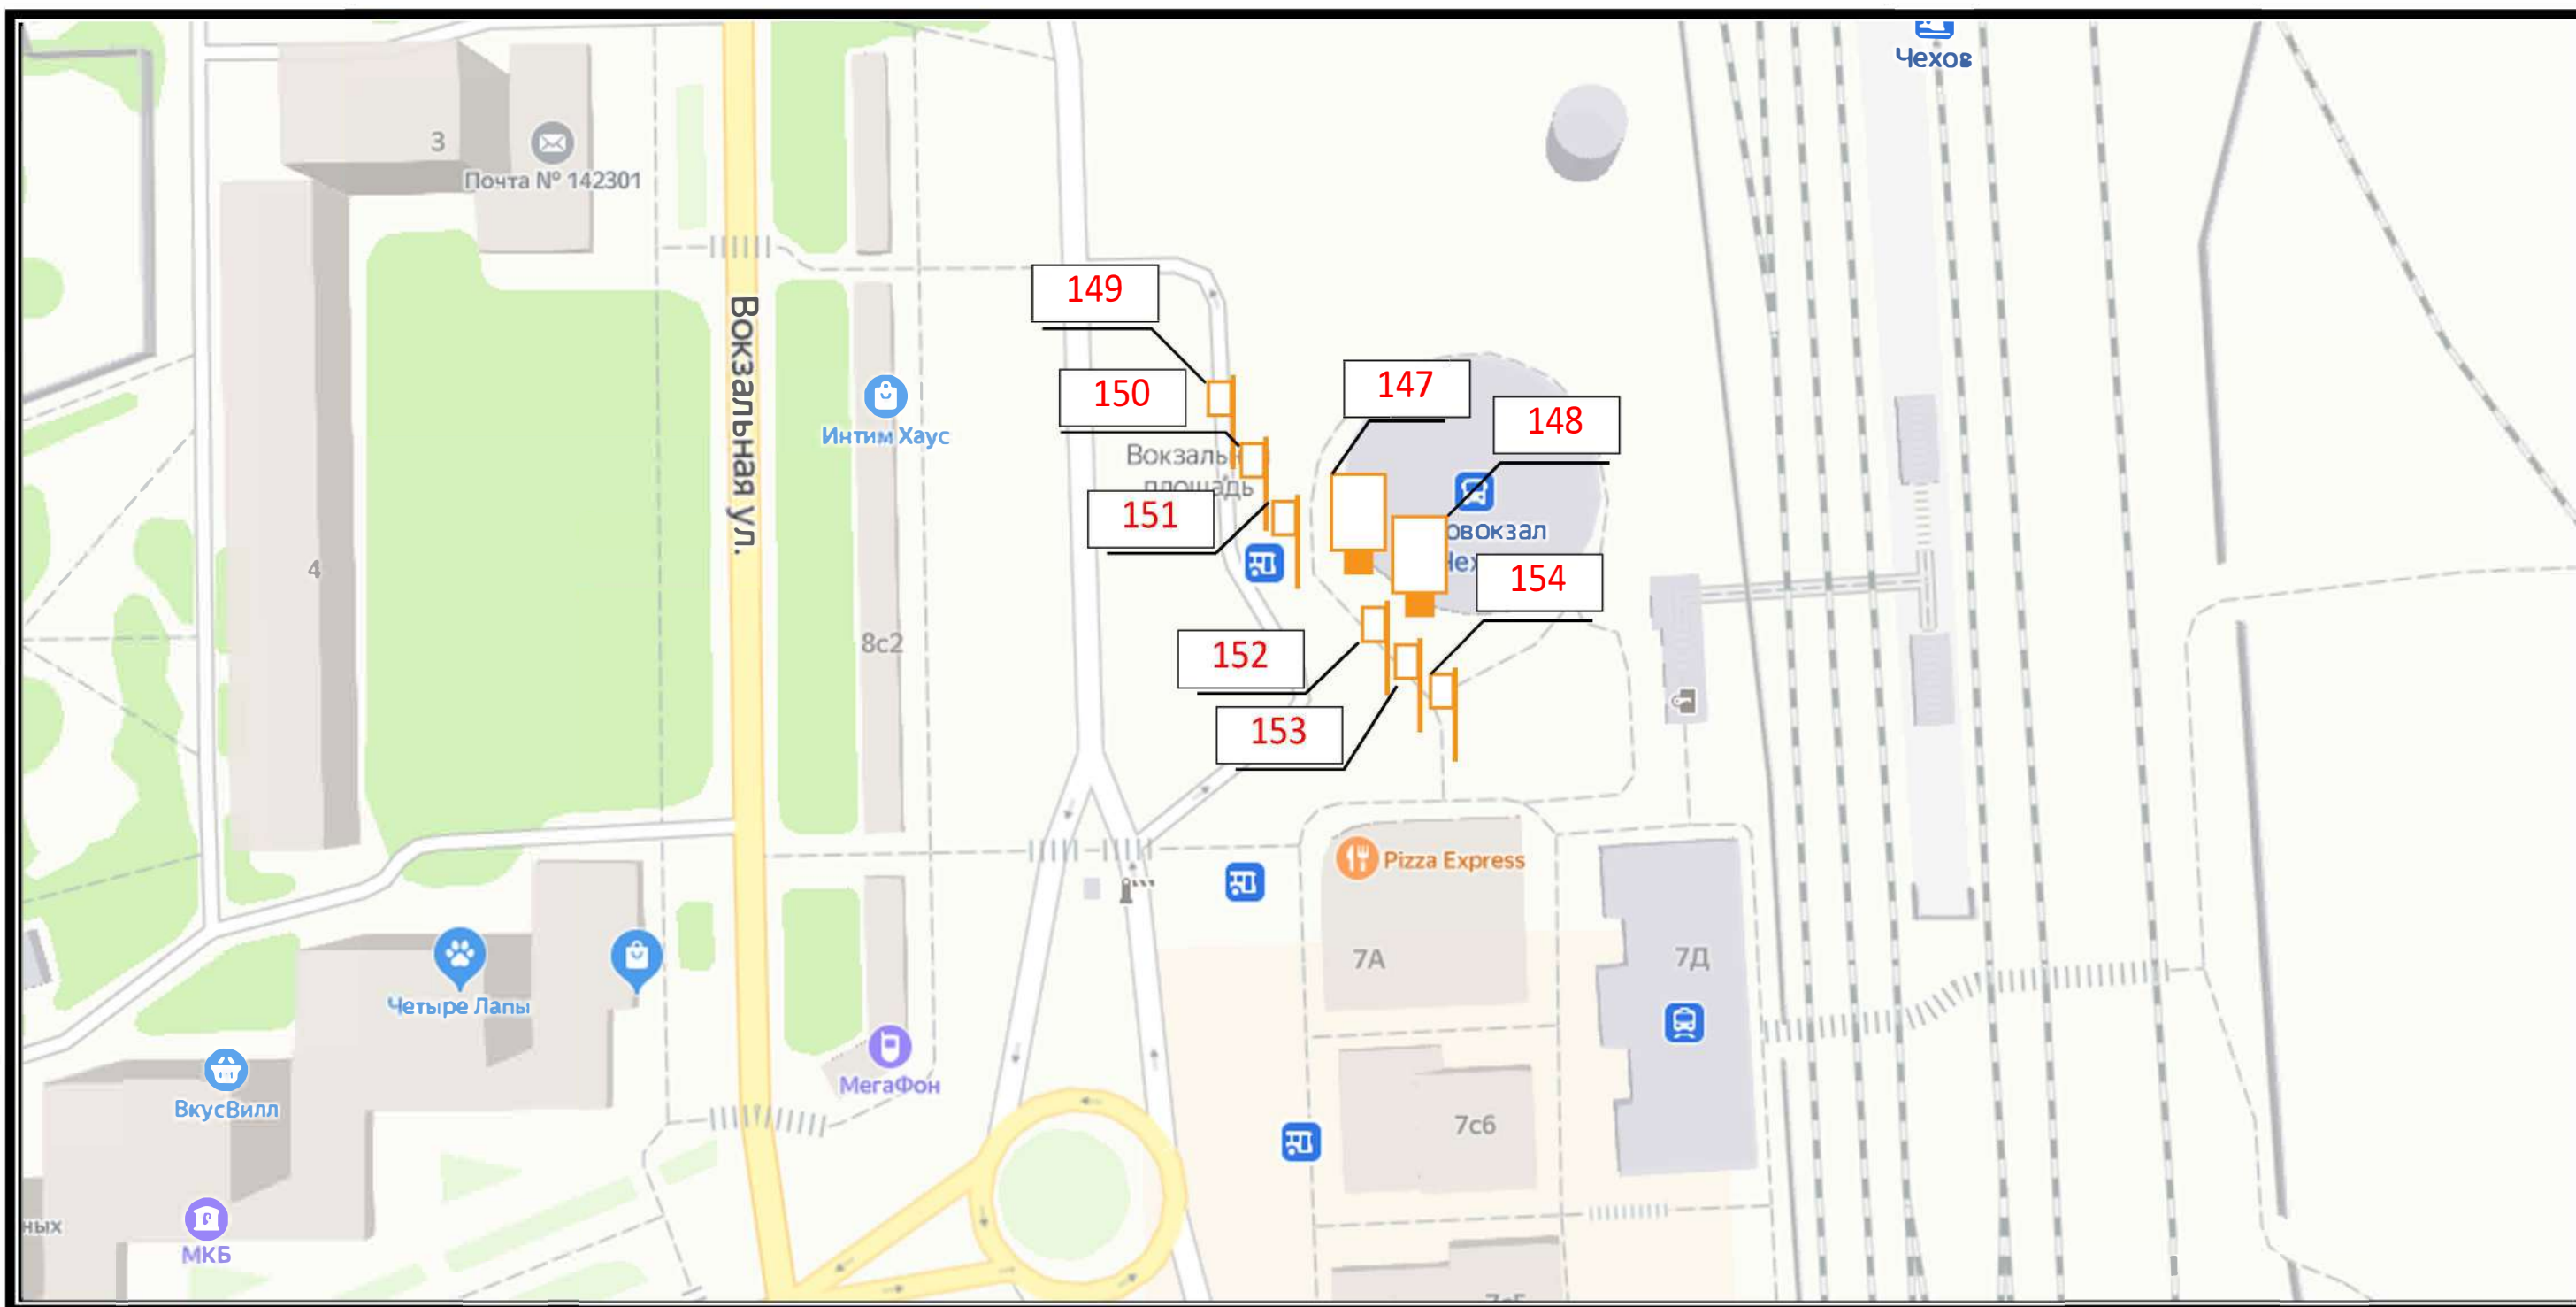 Чехов
3
Почта № 142301
149
Вокзальная ул.
147
150
148
Интим Хаус
площадь
151
овокзал
154
4
8с2
152
153
Pizza Express
7А
7Д
Четыре Лапы
МегаФон
ВкусВилл
7с6
ных
МКБ